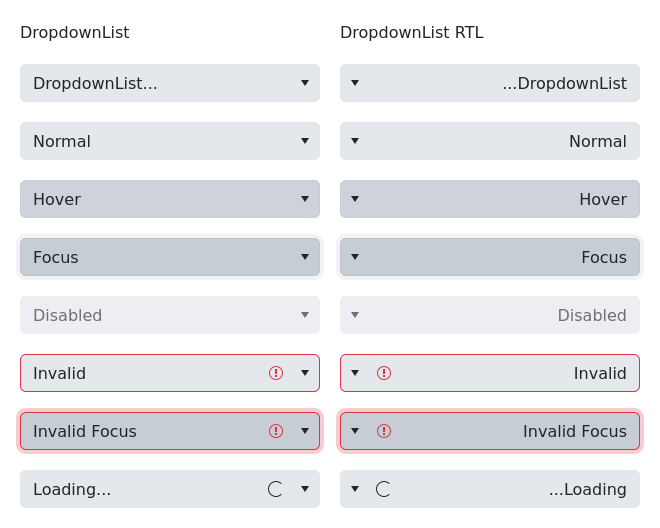 DropdownList
DropdownList RTL
DropdownList...
...DropdownList
Normal
Normal
Hover
Hover
Focus
Focus
Disabled
Disabled
Invalid
Invalid
Invalid Focus
Invalid Focus
Loading...
...Loading